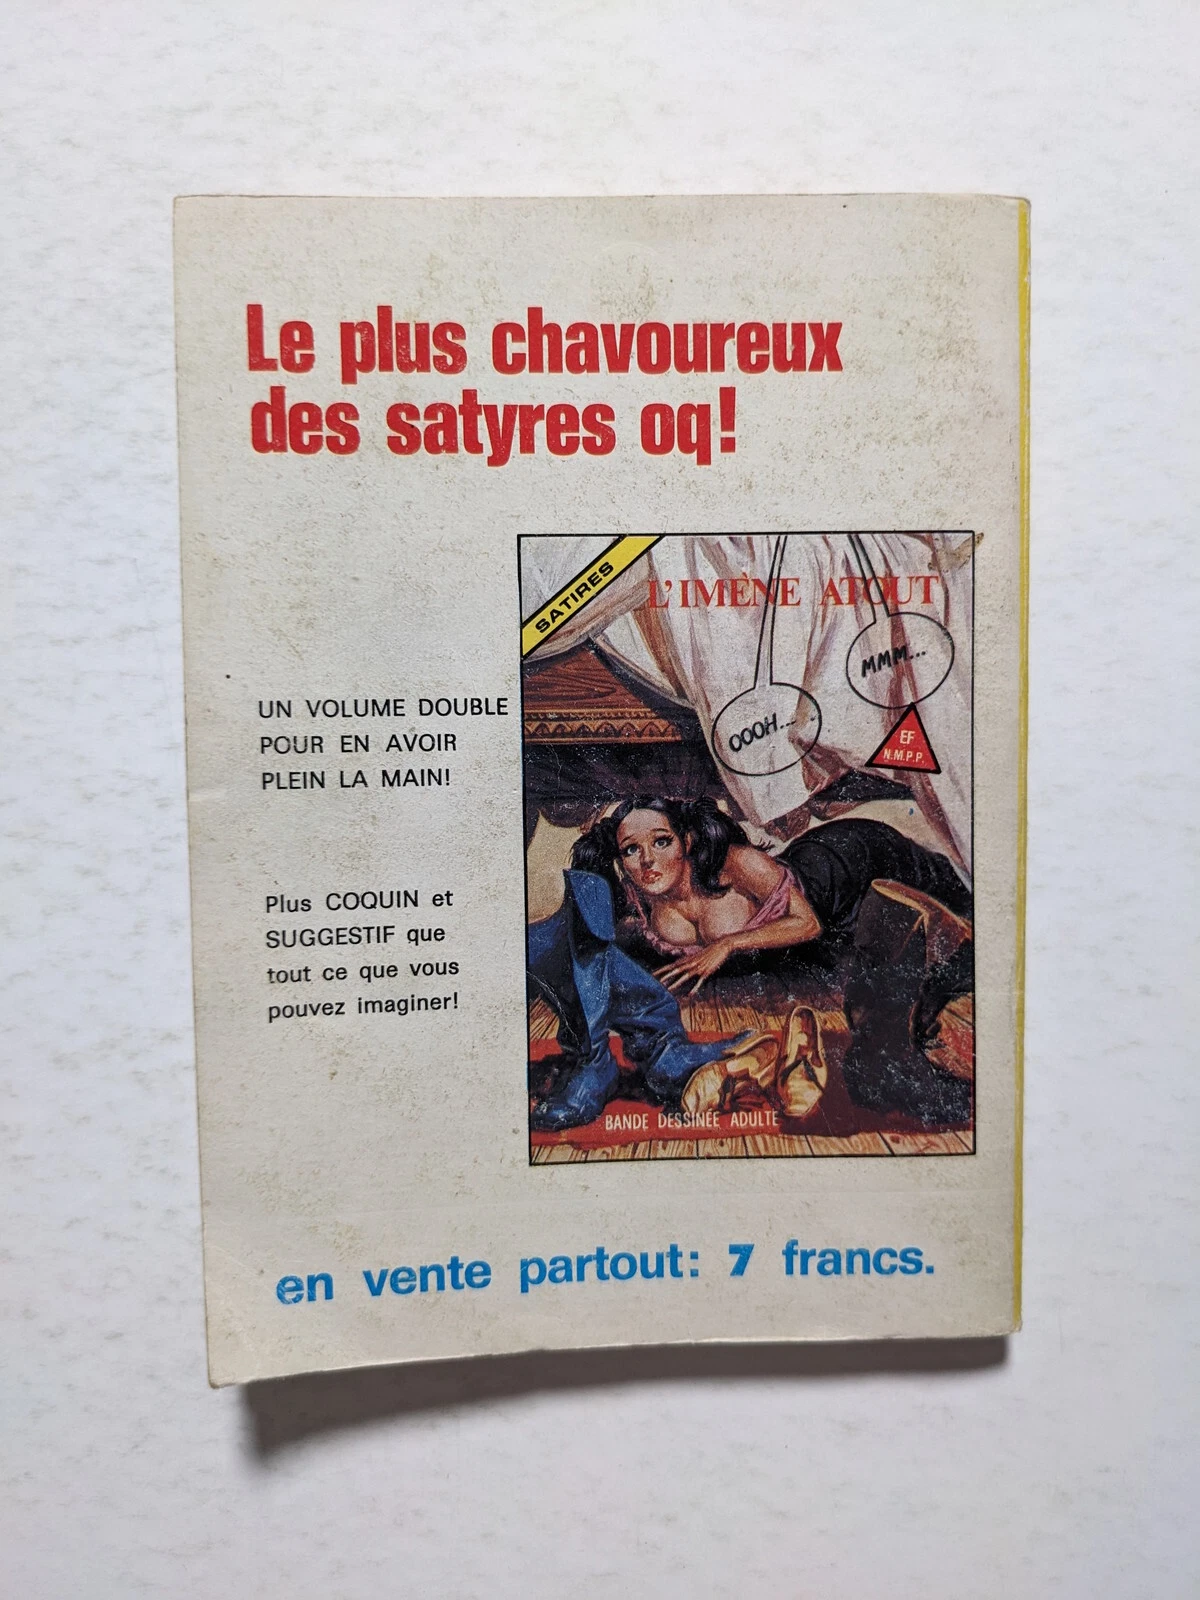 Le plus chavoureux
des satyres oq!
SATIRES
L'IMÈNE ATOUT
MMM...
OOOH...
EF
N.M.P.P.
UN VOLUME DOUBLE
POUR EN AVOIR
PLEIN LA MAIN!
Plus COQUIN et
SUGGESTIF que
tout ce que vous
pouvez imaginer!
BANDE DESSINÉE ADULTE
en vente partout: 7 francs.